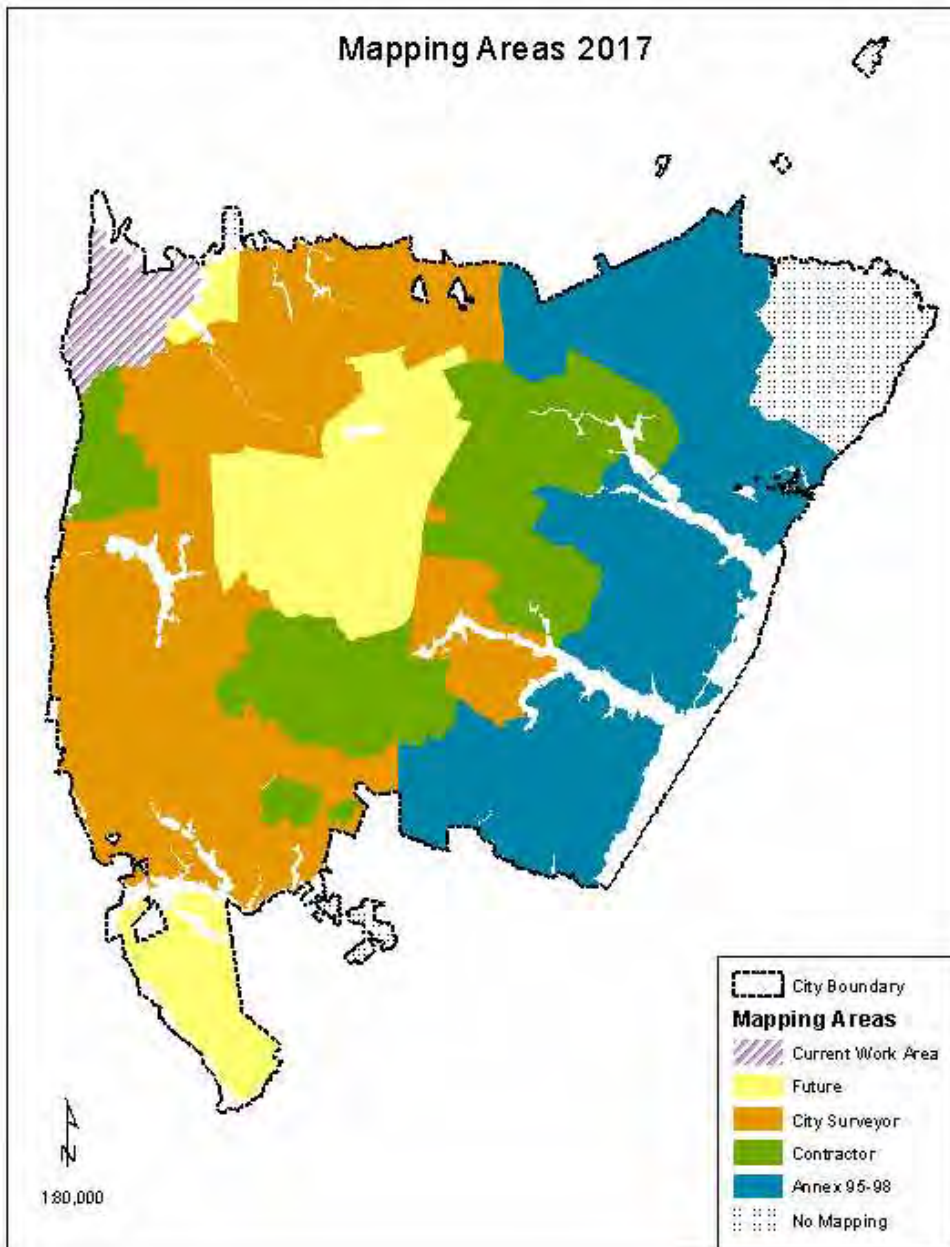 Mapping Areas 2017
City Boundary
Mapping Areas
Current Work Area
Future
City Surveyor
Contractor
Annex 95-98
No Mapping
N
1:80,000